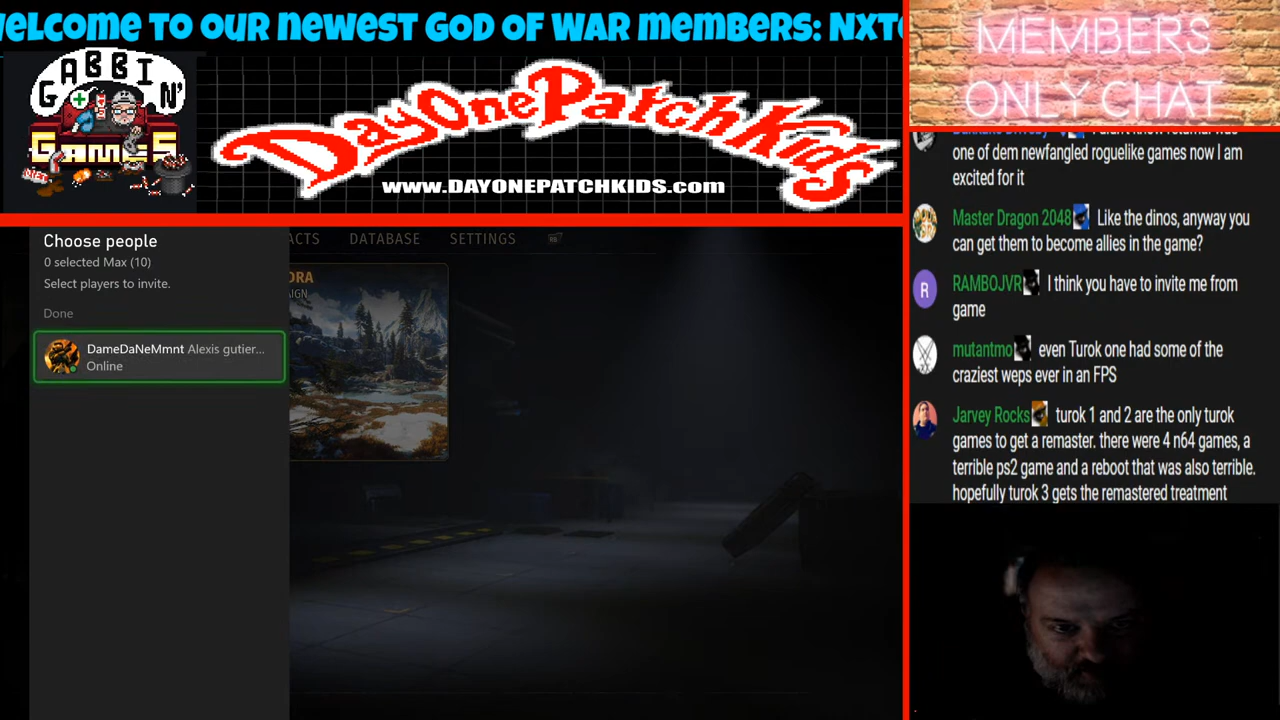 WELCOME TO OUR NEWEST GOD OF WAR MEMBERS: NXT
GABBIN'
GAMES
DayOnePatchKids
www.DAYONEPATCHKIDS.com
MEMBERS
ONLY CHAT
one of dem newfangled roguelike games now I am
excited for it
Master Dragon 2048 Like the dinos, anyway you
can get them to become allies in the game?
R RAMBOJVR I think you have to invite me from
game
mutantmo even Turok one had some of the
craziest weps ever in an FPS
Jarvey Rocks turok 1 and 2 are the only turok
games to get a remaster. there were 4 n64 games, a
terrible ps2 game and a reboot that was also terrible.
hopefully turok 3 gets the remastered treatment
Choose people
0 selected Max (10)
Select players to invite.
Done
DameDaNeMmnt Alexis gutier...
Online
ACTS DATABASE SETTINGS
ORA
IGN